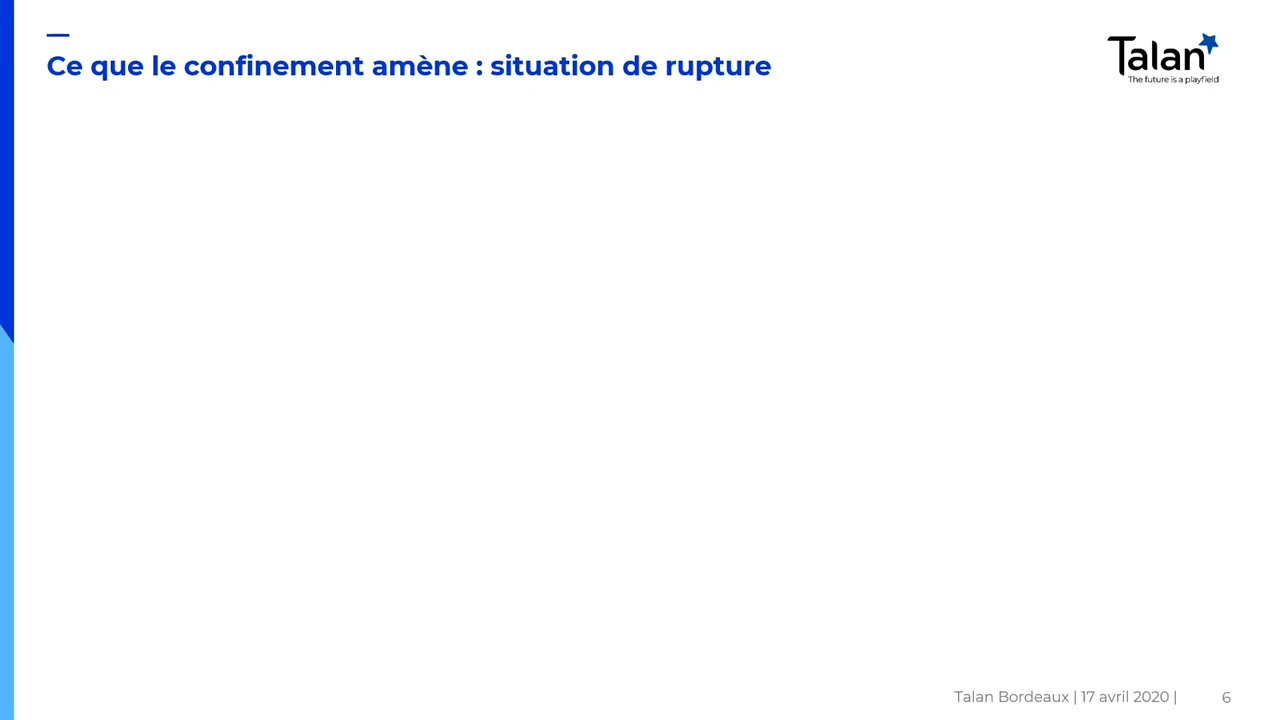 Ce que le confinement amène : situation de rupture
Talan
The future is a playfield
Talan Bordeaux | 17 avril 2020 |
6